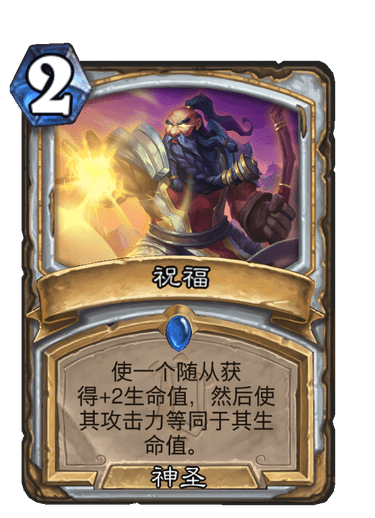 2
祝福
使一个随从获
得+2生命值，然后使
其攻击力等同于其生
命值。
神圣